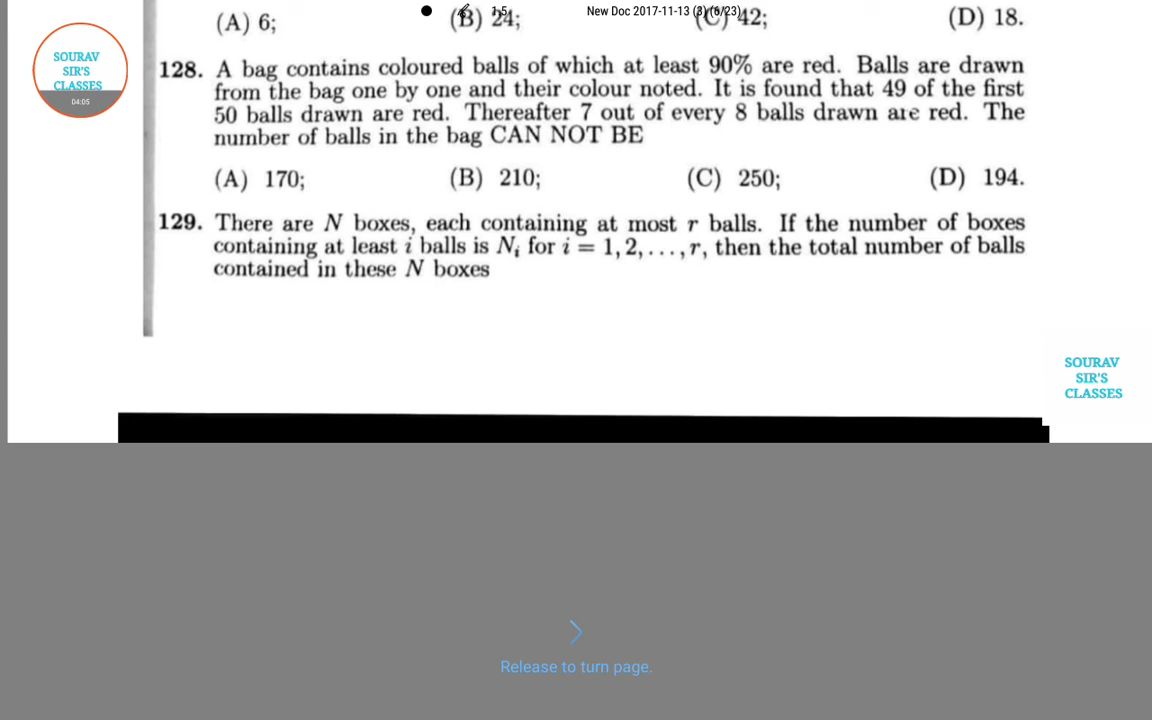 1.5
New Doc 2017-11-13 (3) (6/23)
(A) 6; (B) 24; (C) 42; (D) 18.
SOURAV
SIR'S
CLASSES
04:05
128. A bag contains coloured balls of which at least 90% are red. Balls are drawn
from the bag one by one and their colour noted. It is found that 49 of the first
50 balls drawn are red. Thereafter 7 out of every 8 balls drawn are red. The
number of balls in the bag CAN NOT BE
(A) 170; (B) 210; (C) 250; (D) 194.
129. There are N boxes, each containing at most r balls. If the number of boxes
containing at least i balls is Nᵢ for i = 1, 2, . . . , r, then the total number of balls
contained in these N boxes
SOURAV
SIR'S
CLASSES
Release to turn page.